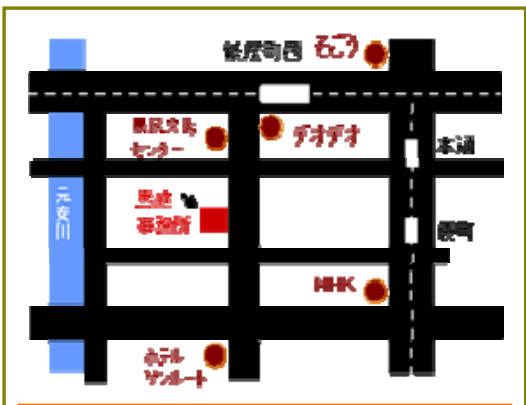 紙屋町西
そごう
県民文化
センター
デオデオ
本通
元安川
事務所
袋町
NHK
ホテル
サンルート